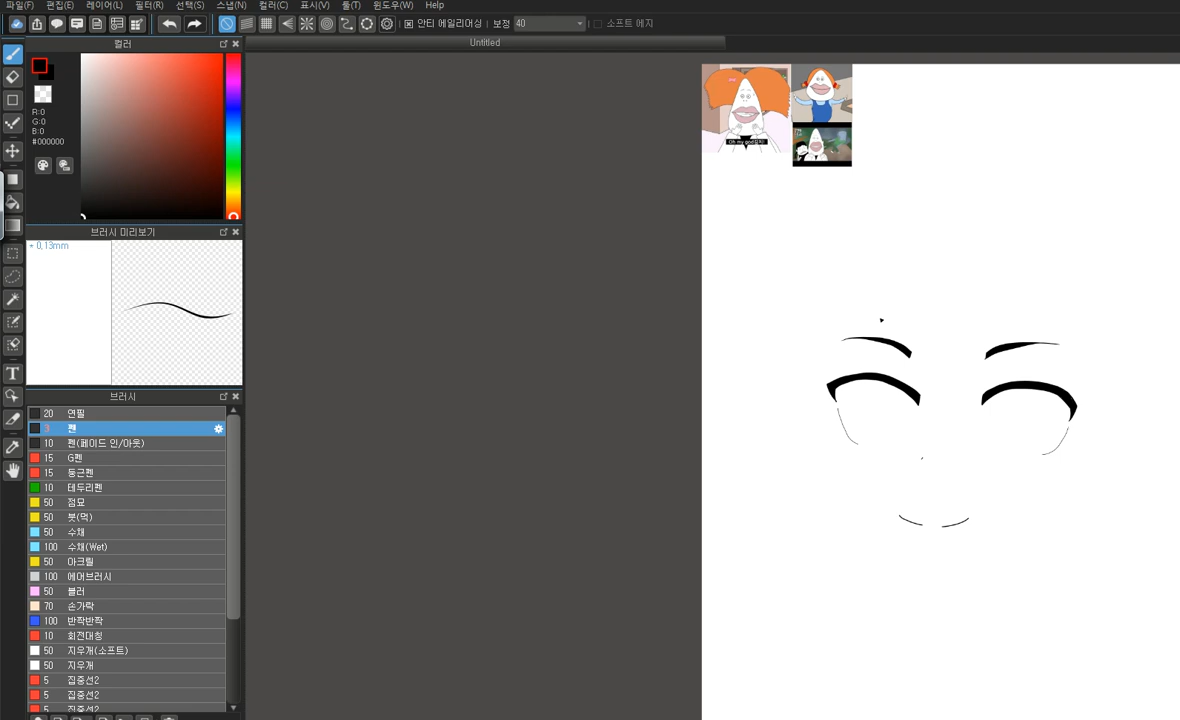 파일(F) 편집(E) 레이어(L) 필터(R) 선택(S) 스냅(N) 컬러(C) 표시(V) 툴(T) 윈도우(W) Help
안티 에일리어싱 보정 40 소프트 에지
컬러
Untitled
R:0
G:0
B:0
#000000
브러시 미리보기
* 0.13mm
브러시
20 연필
3 펜
10 펜(페이드 인/아웃)
15 G펜
15 둥근펜
10 테두리펜
50 점묘
50 붓(먹)
50 수채
100 수채(Wet)
50 아크릴
100 에어브러시
50 블러
70 손가락
100 반짝반짝
10 회전대칭
50 지우개(소프트)
50 지우개
5 집중선2
5 집중선2
5 집중선2